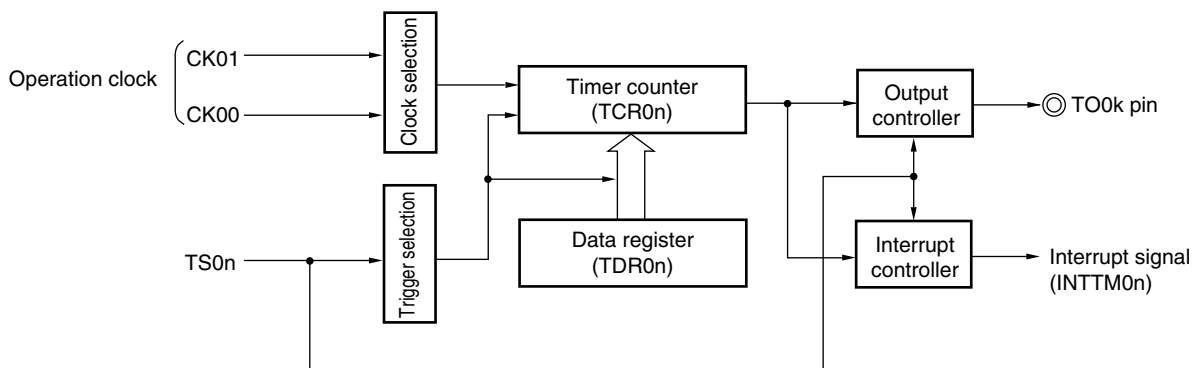 Operation clock
CK01
CK00
Clock selection
Timer counter
(TCR0n)
Output
controller
TO0k pin
TS0n
Trigger selection
Data register
(TDR0n)
Interrupt
controller
Interrupt signal
(INTTM0n)